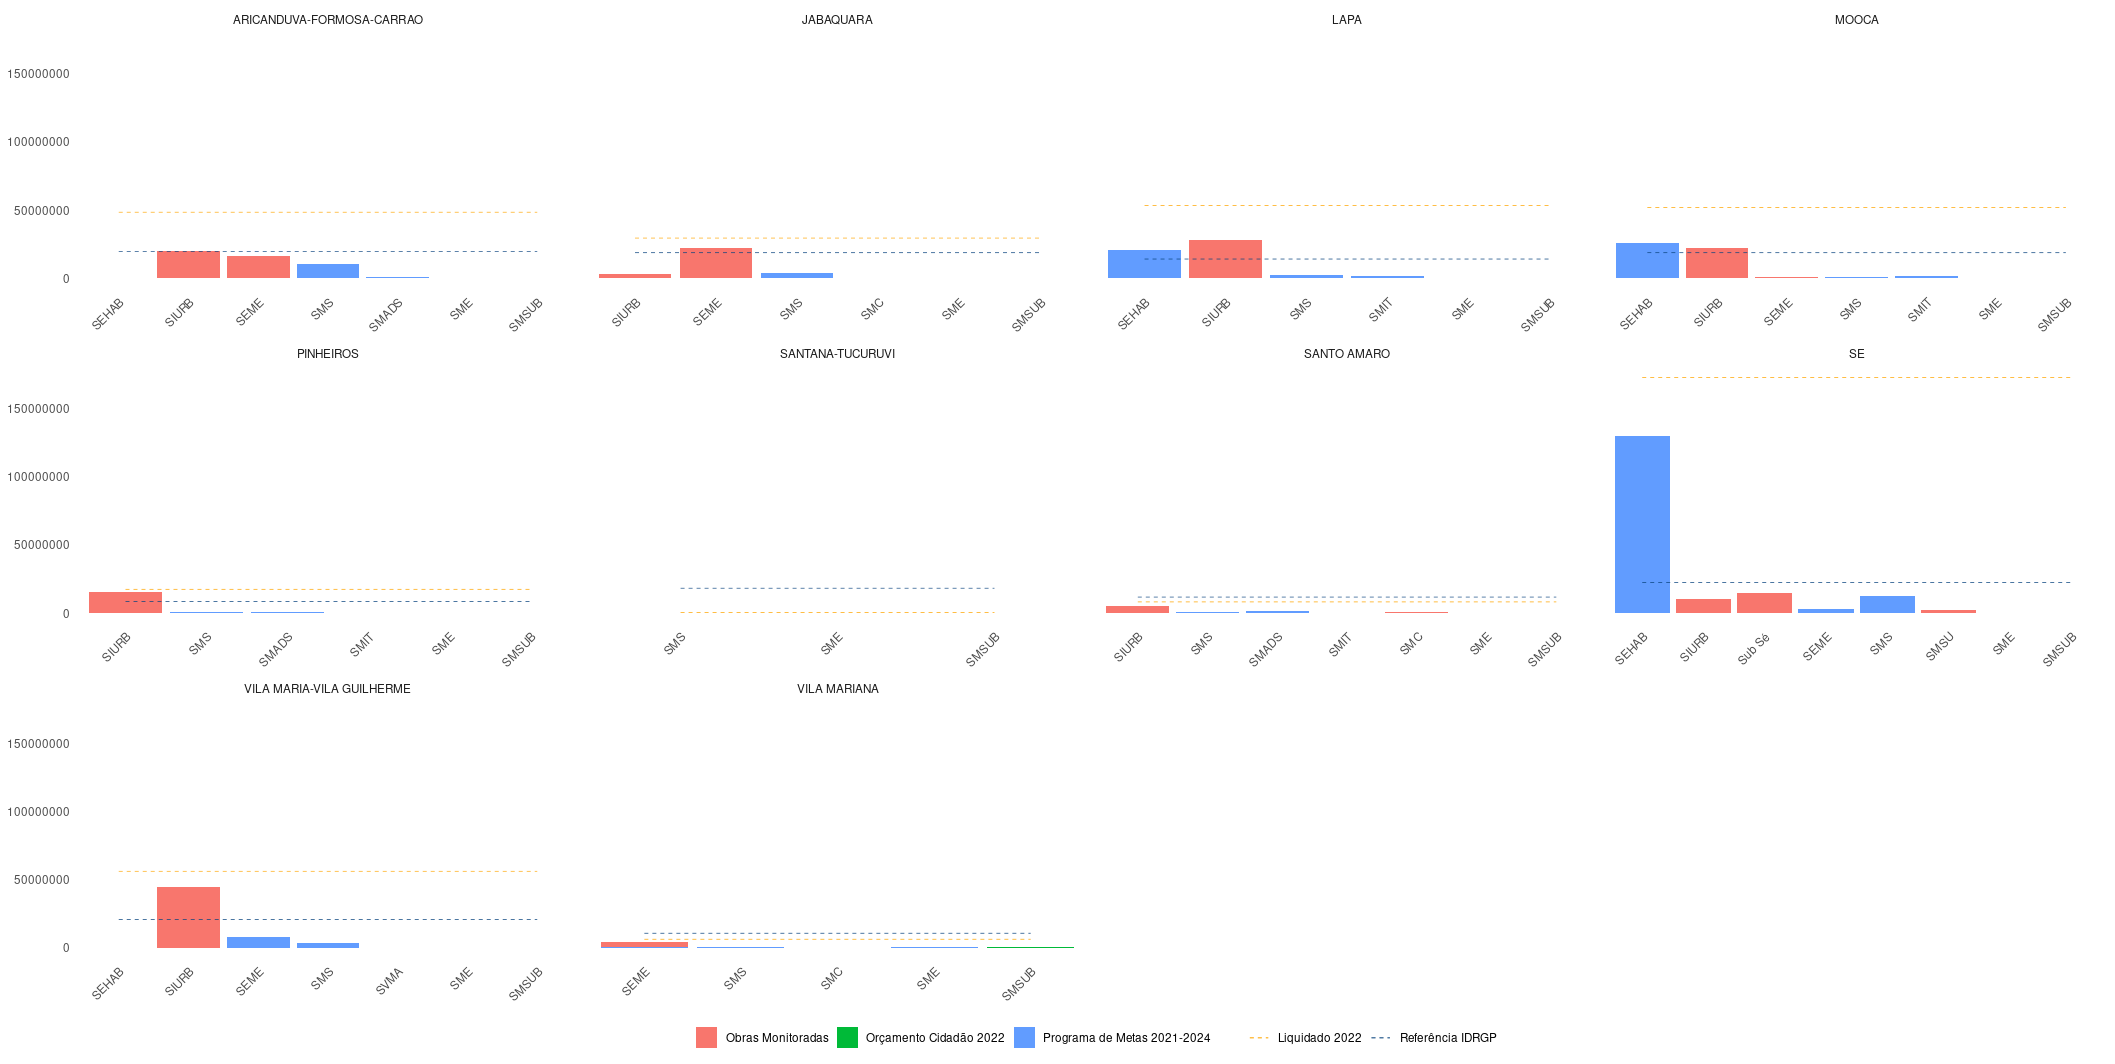 ARICANDUVA-FORMOSA-CARRAO JABAQUARA LAPA MOOCA
150000000
100000000
50000000
0
SEHAB SIURB SEME SMS SMADS SME SMSUB SIURB SEME SMS SMC SME SMSUB SEHAB SIURB SMS SMIT SME SMSUB SEHAB SIURB SEME SMS SMIT SME SMSUB
PINHEIROS SANTANA-TUCURUVI SANTO AMARO SE
150000000
100000000
50000000
0
SIURB SMS SMADS SMIT SME SMSUB SMS SME SMSUB SIURB SMS SMADS SMIT SMC SME SMSUB SEHAB SIURB Sub Sé SEME SMS SMSU SME SMSUB
VILA MARIA-VILA GUILHERME VILA MARIANA
150000000
100000000
50000000
0
SEHAB SIURB SEME SMS SVMA SME SMSUB SEME SMS SMC SME SMSUB
Obras Monitoradas Orçamento Cidadão 2022 Programa de Metas 2021-2024 Liquidado 2022 Referência IDRGP